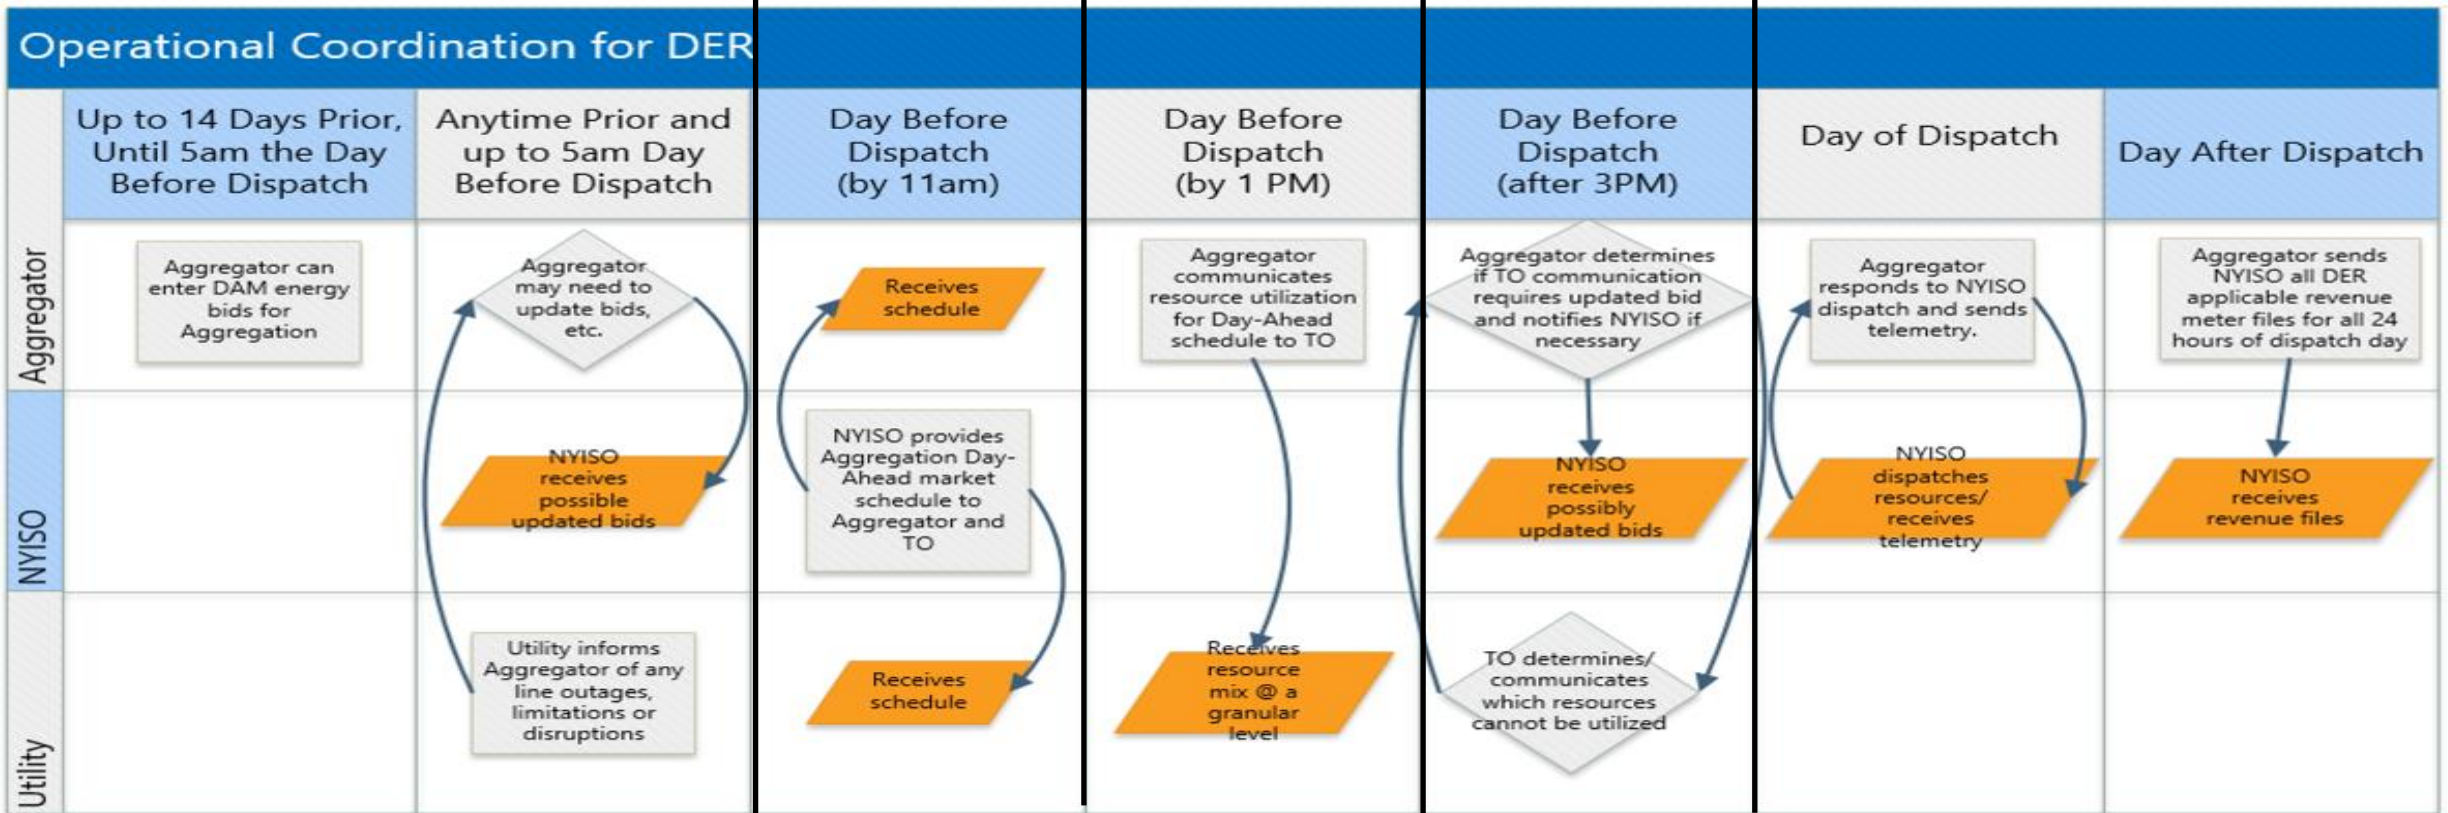 Operational Coordination for DER
Up to 14 Days Prior,
Until 5am the Day
Before Dispatch
Anytime Prior and
up to 5am Day
Before Dispatch
Day Before
Dispatch
(by 11am)
Day Before
Dispatch
(by 1 PM)
Day Before
Dispatch
(after 3PM)
Day of Dispatch
Day After Dispatch
Aggregator
Aggregator can
enter DAM energy
bids for
Aggregation
Aggregator
may need to
update bids,
etc.
Receives
schedule
Aggregator
communicates
resource utilization
for Day-Ahead
schedule to TO
Aggregator determines
if TO communication
requires updated bid
and notifies NYISO if
necessary
Aggregator
responds to NYISO
dispatch and sends
telemetry.
Aggregator sends
NYISO all DER
applicable revenue
meter files for all 24
hours of dispatch day
NYISO
NYISO
receives
possible
updated bids
NYISO provides
Aggregation Day-
Ahead market
schedule to
Aggregator and
TO
NYISO
receives
possibly
updated bids
NYISO
dispatches
resources/
receives
telemetry
NYISO
receives
revenue files
Utility
Utility informs
Aggregator of any
line outages,
limitations or
disruptions
Receives
schedule
Receives
resource
mix @ a
granular
level
TO determines/
communicates
which resources
cannot be utilized